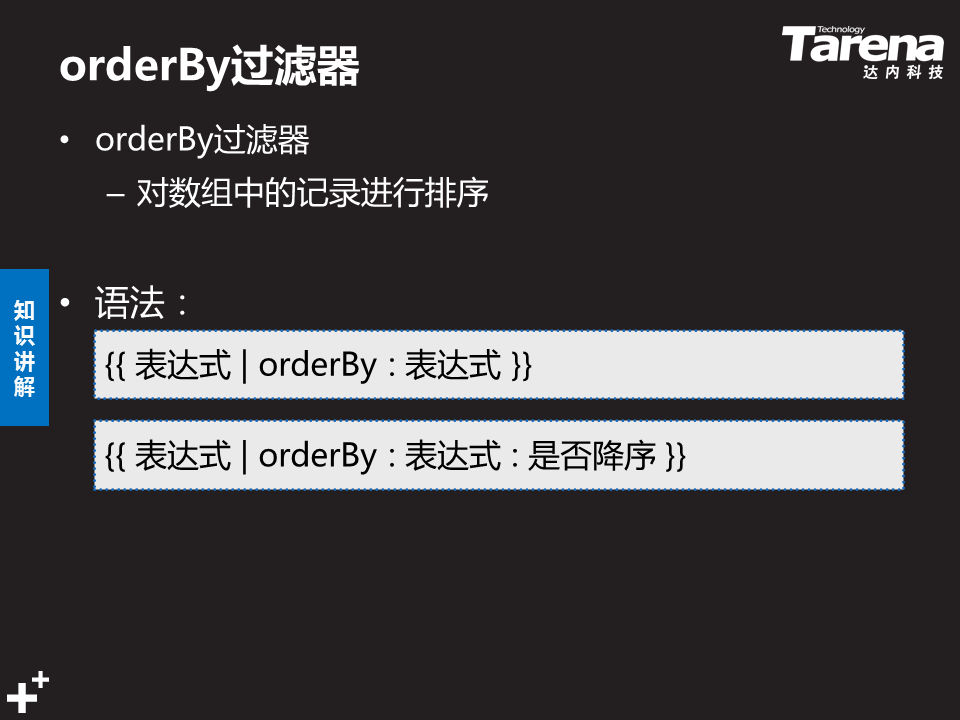 orderBy过滤器
Technology
Tarena
达内科技
• orderBy过滤器
– 对数组中的记录进行排序
知识讲解
• 语法：
{{ 表达式 | orderBy : 表达式 }}
{{ 表达式 | orderBy : 表达式 : 是否降序 }}